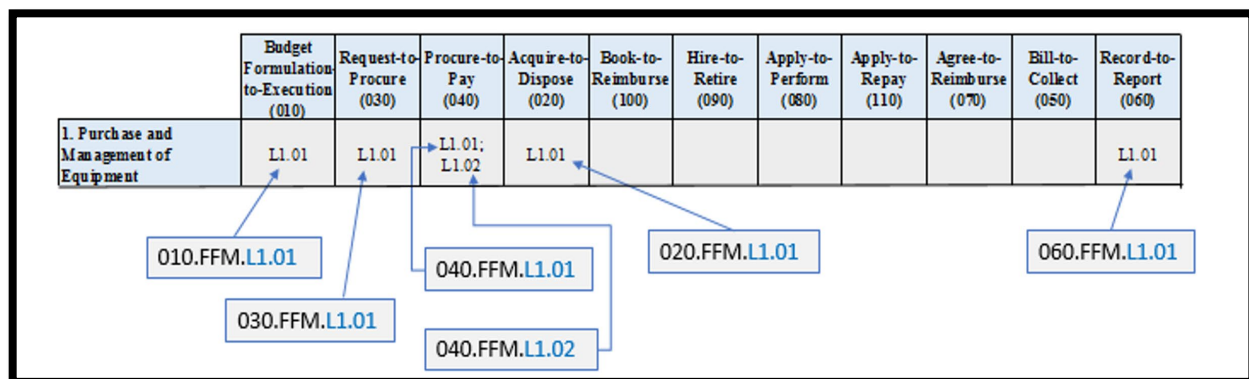 Budget Formulation-to-Execution (010)
Request-to-Procure (030)
Procure-to-Pay (040)
Acquire-to-Dispose (020)
Book-to-Reimburse (100)
Hire-to-Retire (090)
Apply-to-Perform (080)
Apply-to-Repay (110)
Agree-to-Reimburse (070)
Bill-to-Collect (050)
Record-to-Report (060)
1. Purchase and
Management of
Equipment
L1.01
L1.01
L1.01;
L1.02
L1.01
L1.01
010.FFM.L1.01
040.FFM.L1.01
020.FFM.L1.01
060.FFM.L1.01
030.FFM.L1.01
040.FFM.L1.02